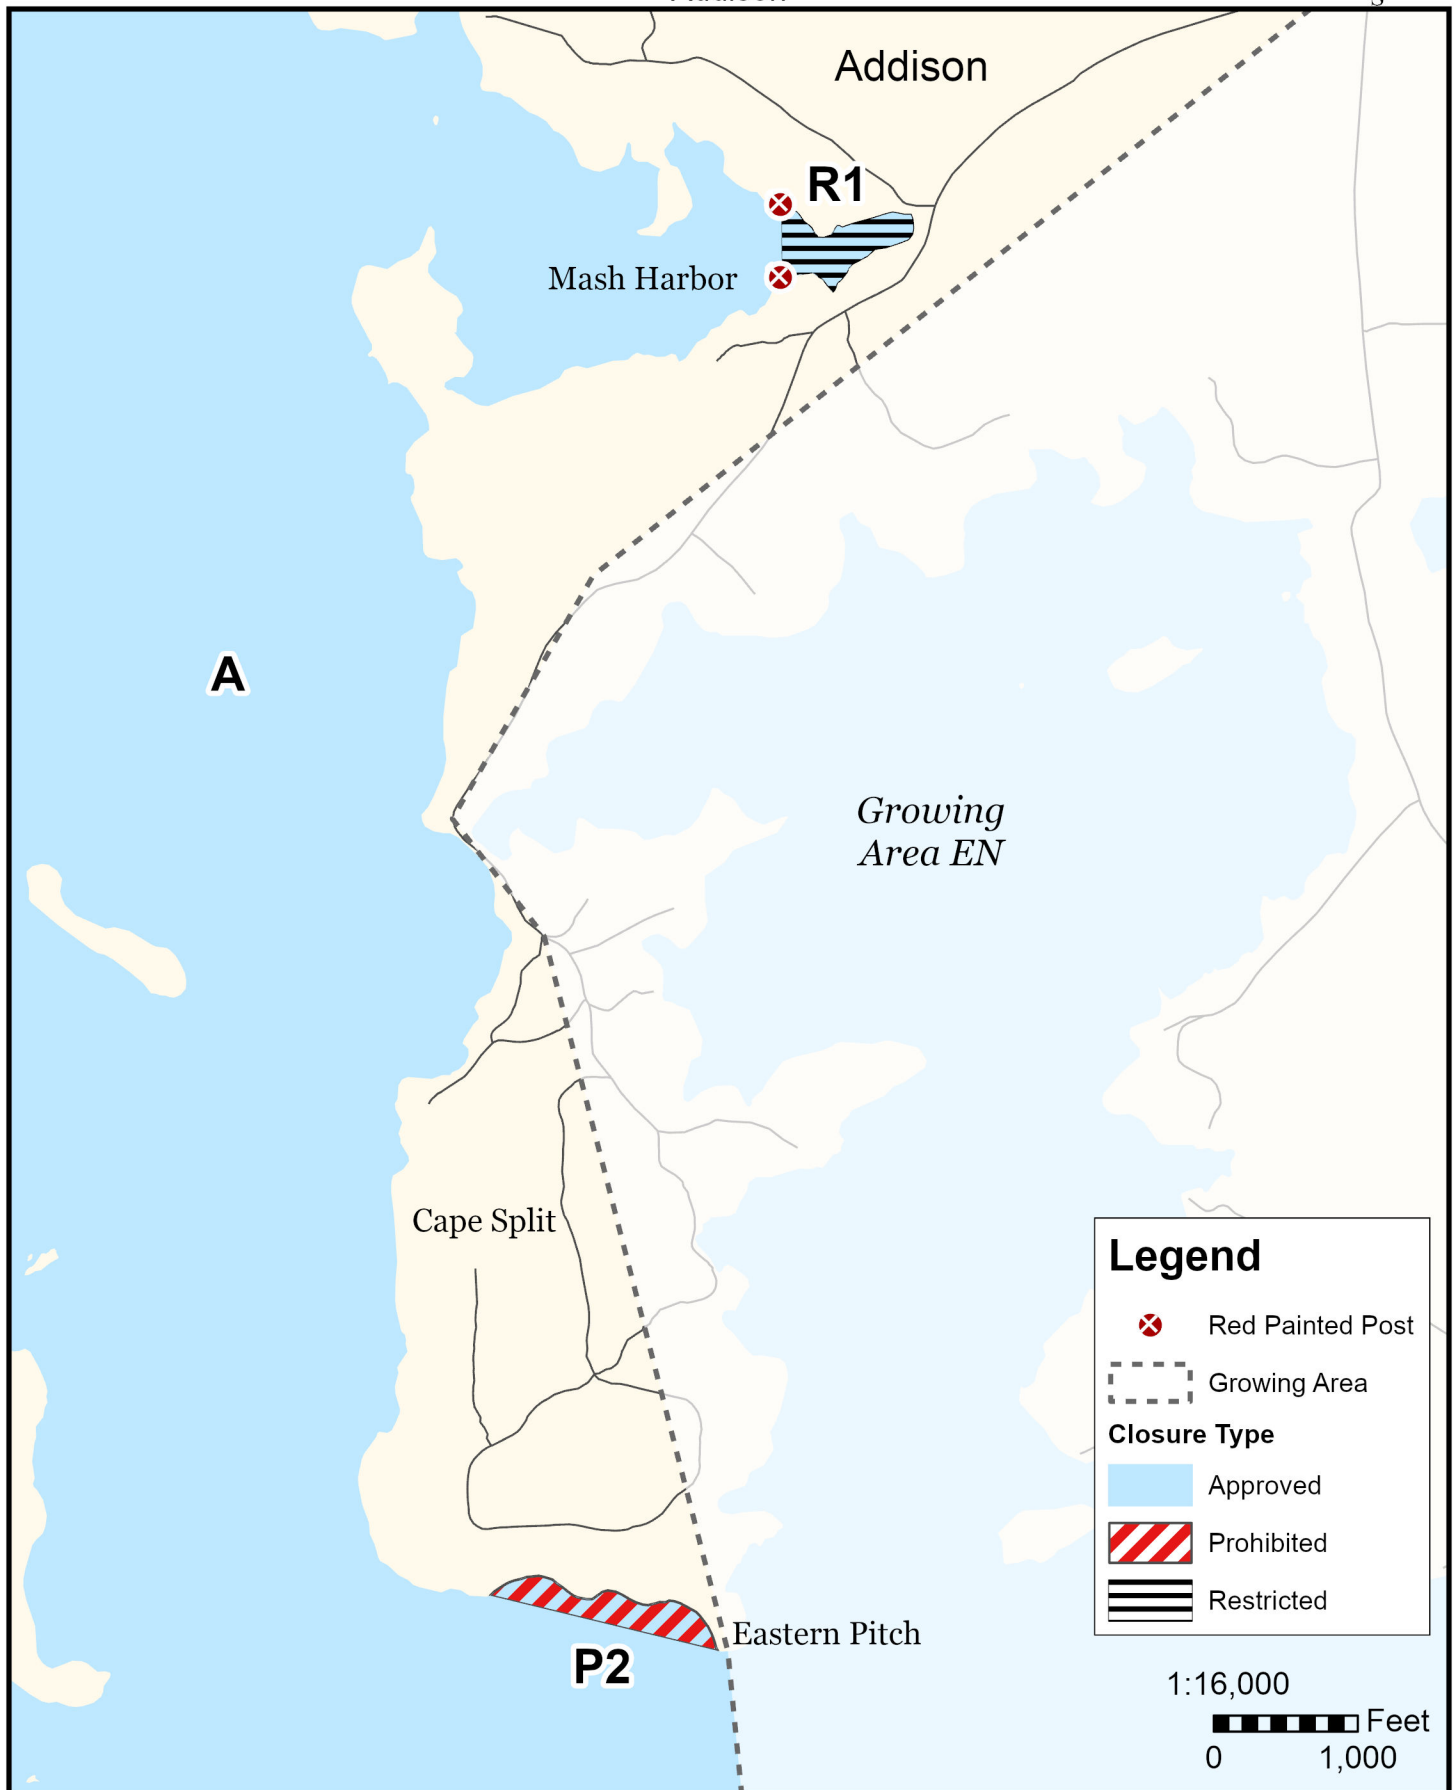 Addison
R1
Mash Harbor
A
Growing
Area EN
Cape Split
Eastern Pitch
P2
Legend
Red Painted Post
Growing Area
Closure Type
Approved
Prohibited
Restricted
1:16,000
Feet
0 1,000